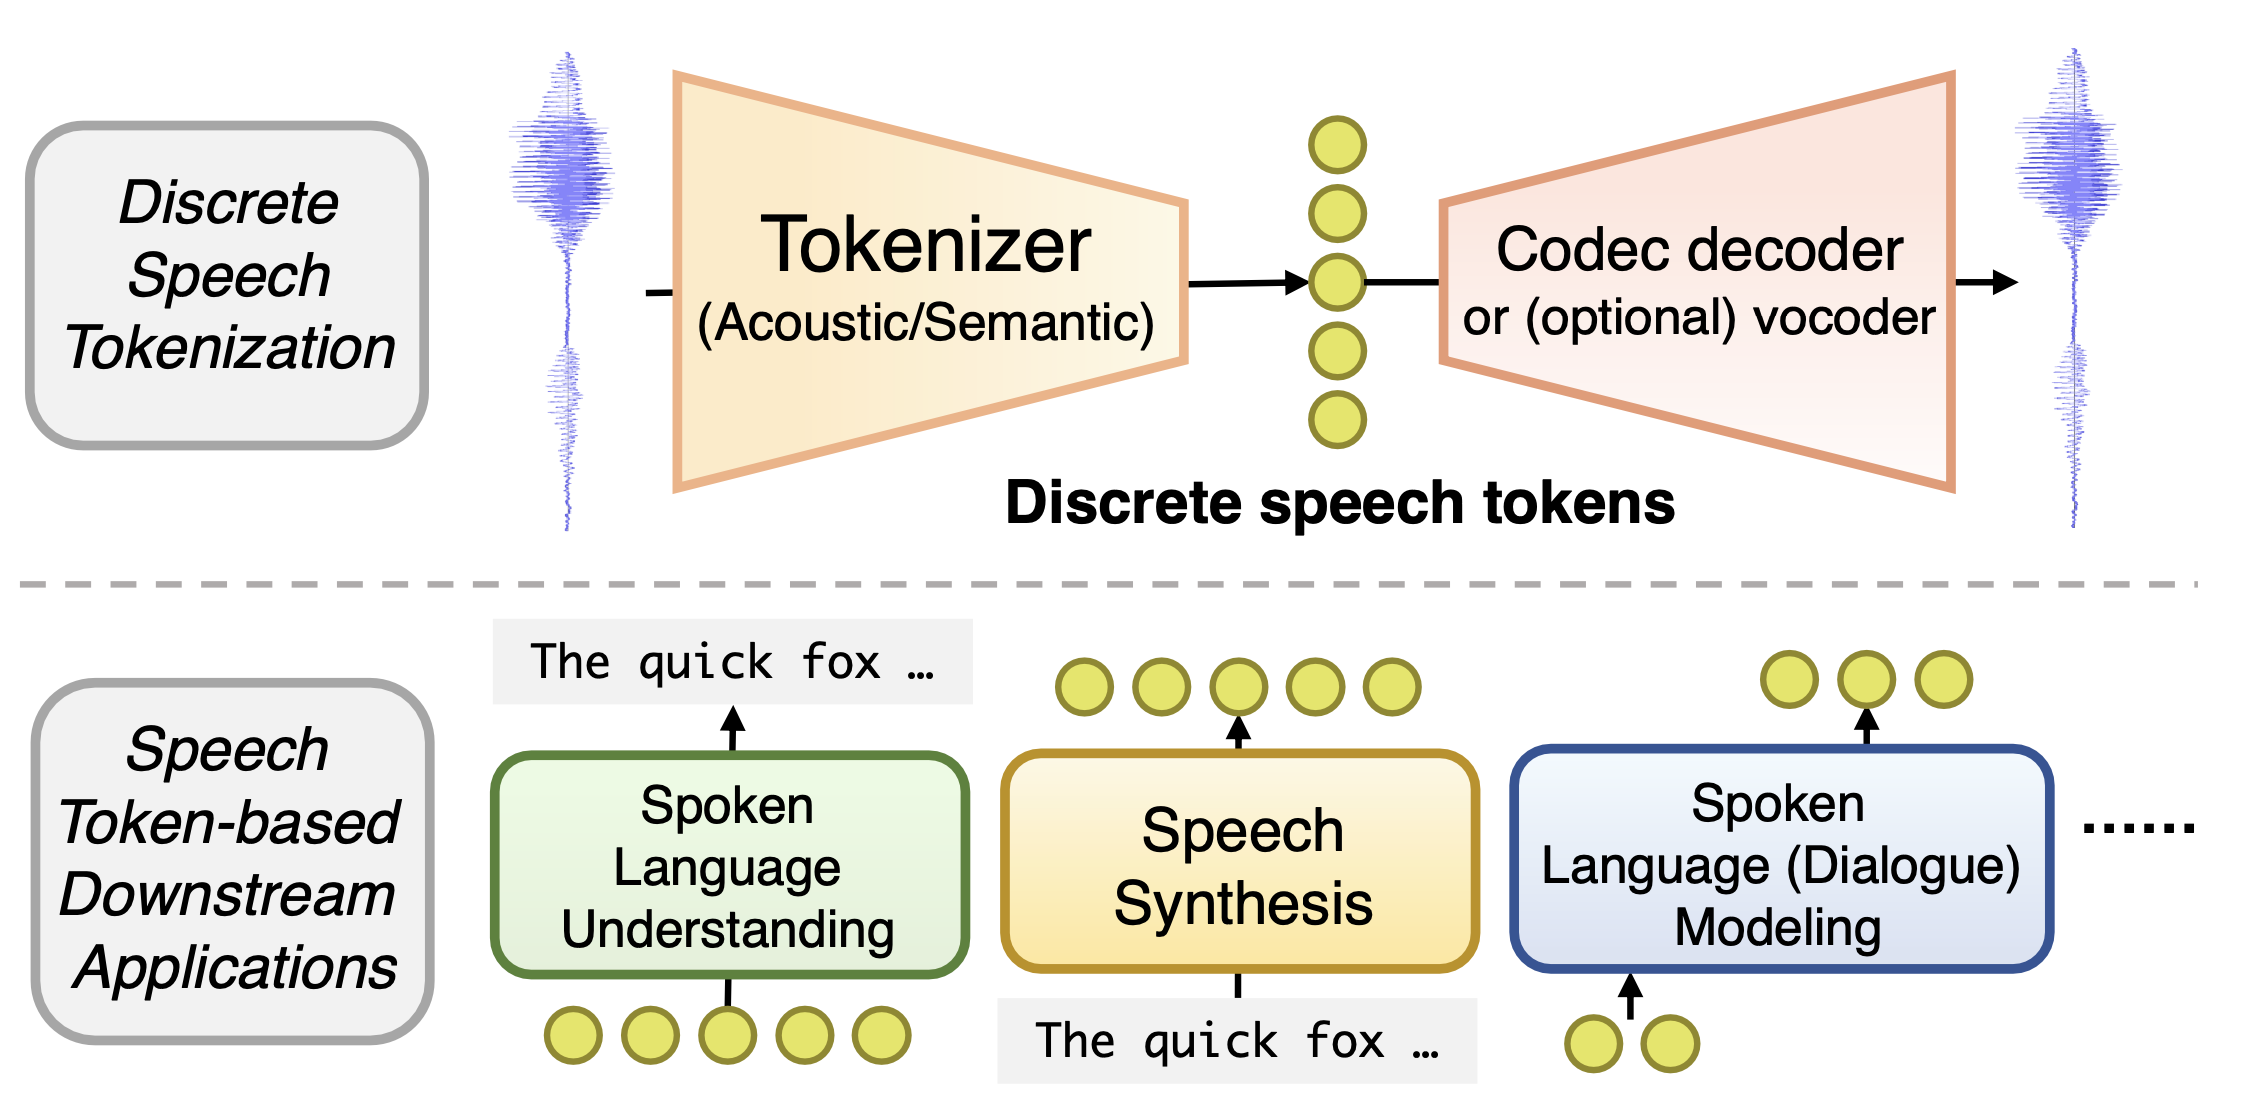 Discrete
Speech
Tokenization
Tokenizer
(Acoustic/Semantic)
Codec decoder
or (optional) vocoder
Discrete speech tokens
Speech
Token-based
Downstream
Applications
The quick fox …
Spoken
Language
Understanding
Speech
Synthesis
The quick fox …
Spoken
Language (Dialogue)
Modeling
······